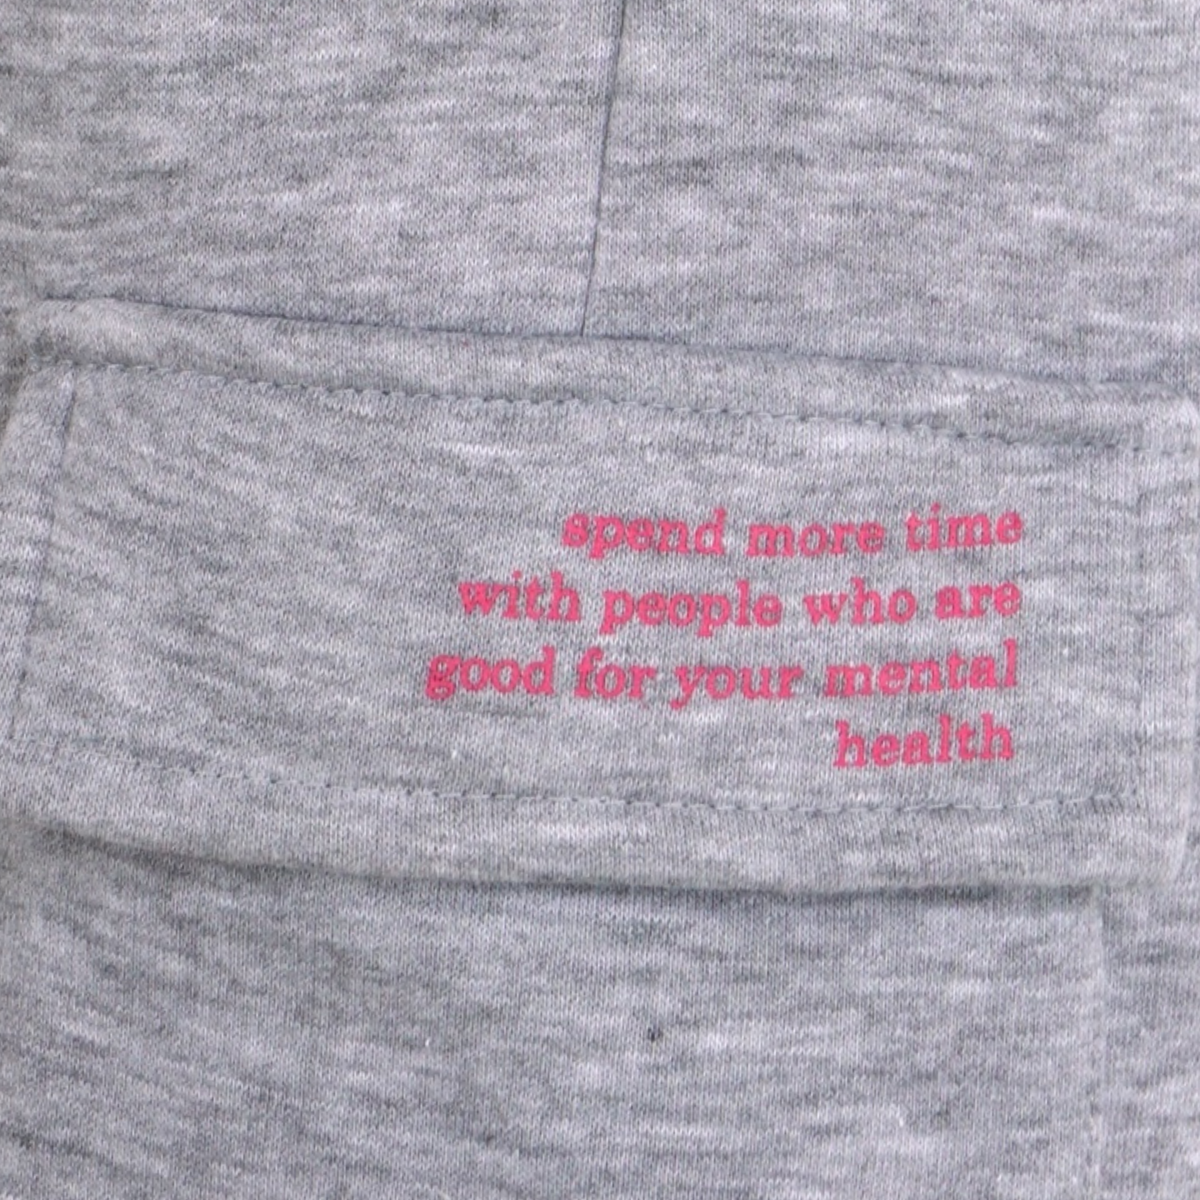 spend more time
with people who are
good for your mental
health